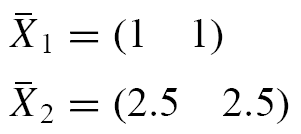 X̄₁ = (1 1)
X̄₂ = (2.5 2.5)